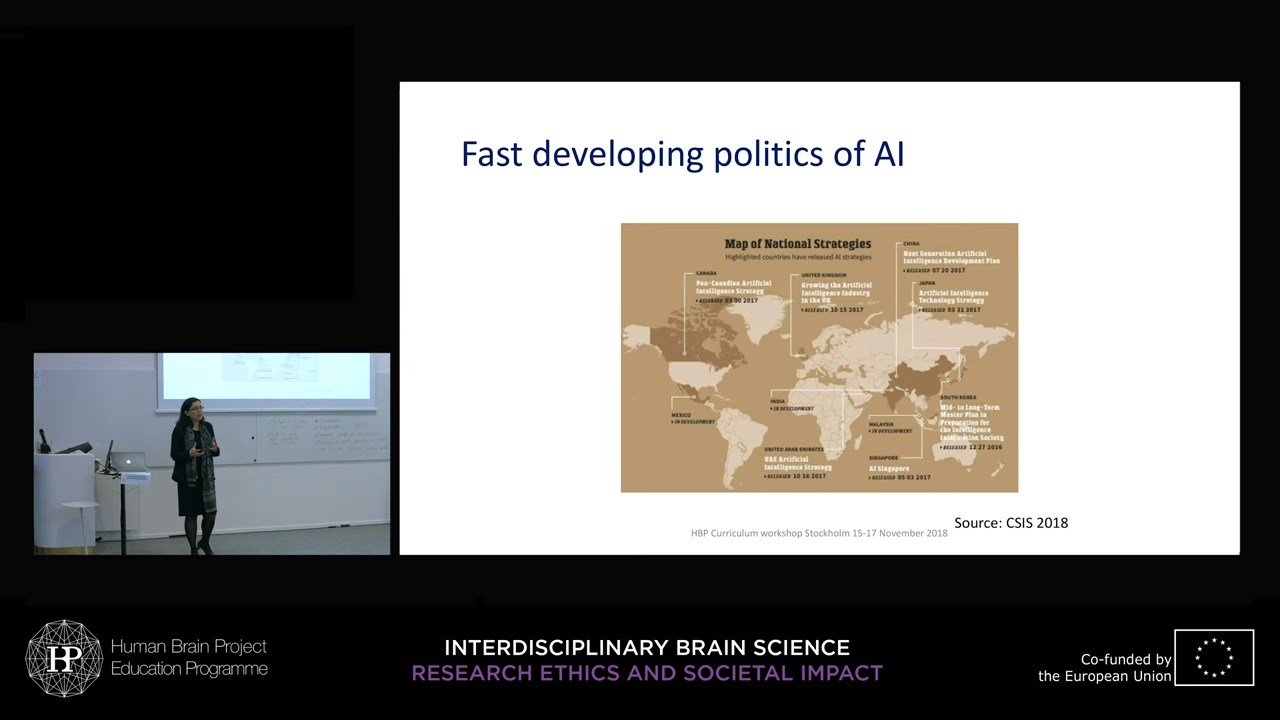 Fast developing politics of AI
Map of National Strategies
Highlighted countries have released AI strategies
CANADA
Pan-Canadian Artificial
Intelligence Strategy
RELEASED 03 30 2017
UNITED KINGDOM
Growing the Artificial
Intelligence Industry
in the UK
RELEASED 10 15 2017
CHINA
Next Generation Artificial
Intelligence Development Plan
RELEASED 07 20 2017
JAPAN
Artificial Intelligence
Technology Strategy
RELEASED 03 31 2017
MEXICO
IN DEVELOPMENT
INDIA
IN DEVELOPMENT
MALAYSIA
IN DEVELOPMENT
SOUTH KOREA
Mid- to Long-Term
Master Plan in
Preparation for
the Intelligence
Information Society
RELEASED 12 27 2016
UNITED ARAB EMIRATES
UAE Artificial
Intelligence Strategy
RELEASED 10 16 2017
SINGAPORE
AI Singapore
RELEASED 05 03 2017
Source: CSIS 2018
HBP Curriculum workshop Stockholm 15-17 November 2018
HBP
Human Brain Project
Education Programme
INTERDISCIPLINARY BRAIN SCIENCE
RESEARCH ETHICS AND SOCIETAL IMPACT
Co-funded by
the European Union